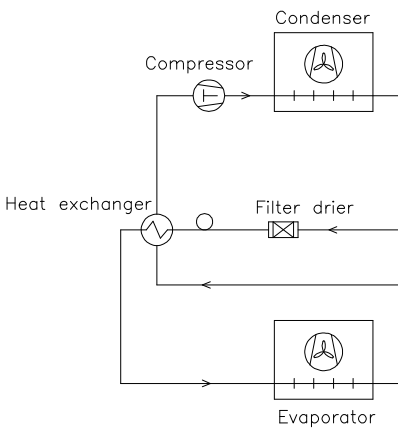 Condenser
Compressor
Heat exchanger
Filter drier
Evaporator